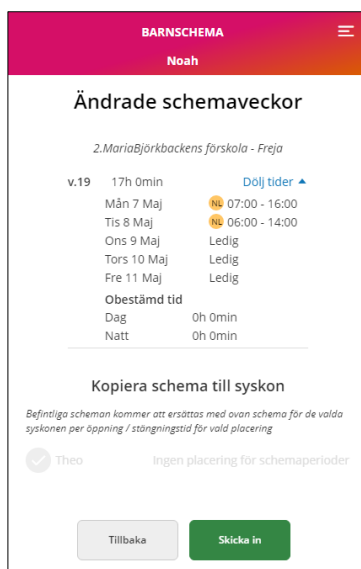 BARNSCHEMA
Noah
Ändrade schemaveckor
2.MariaBjörkbackens förskola - Freja
v.19 17h 0min Dölj tider
Mån 7 Maj NL 07:00 - 16:00
Tis 8 Maj NL 06:00 - 14:00
Ons 9 Maj Ledig
Tors 10 Maj Ledig
Fre 11 Maj Ledig
Obestämd tid
Dag 0h 0min
Natt 0h 0min
Kopiera schema till syskon
Befintliga scheman kommer att ersättas med ovan schema för de valda
syskonen per öppning / stängningstid för vald placering
Theo Ingen placering för schemaperioder
Tillbaka Skicka in